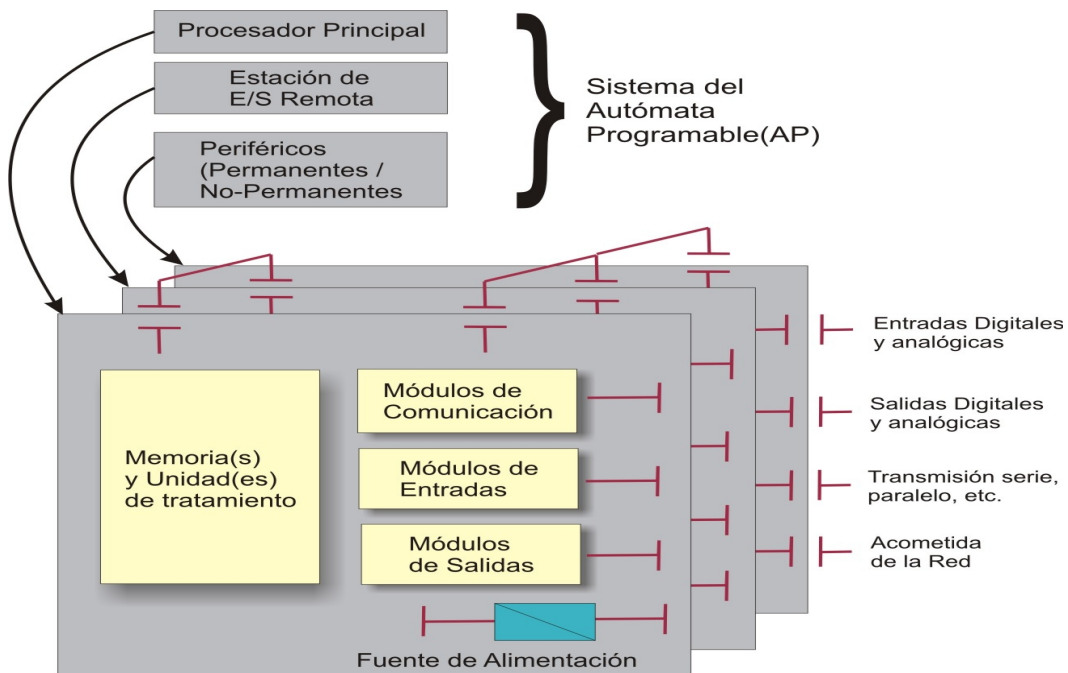 Procesador Principal
Estación de
E/S Remota
Periféricos
(Permanentes /
No-Permanentes
Sistema del
Autómata
Programable(AP)
Memoria(s)
y Unidad(es)
de tratamiento
Módulos de
Comunicación
Módulos de
Entradas
Módulos
de Salidas
Fuente de Alimentación
Entradas Digitales
y analógicas
Salidas Digitales
y analógicas
Transmisión serie,
paralelo, etc.
Acometida
de la Red